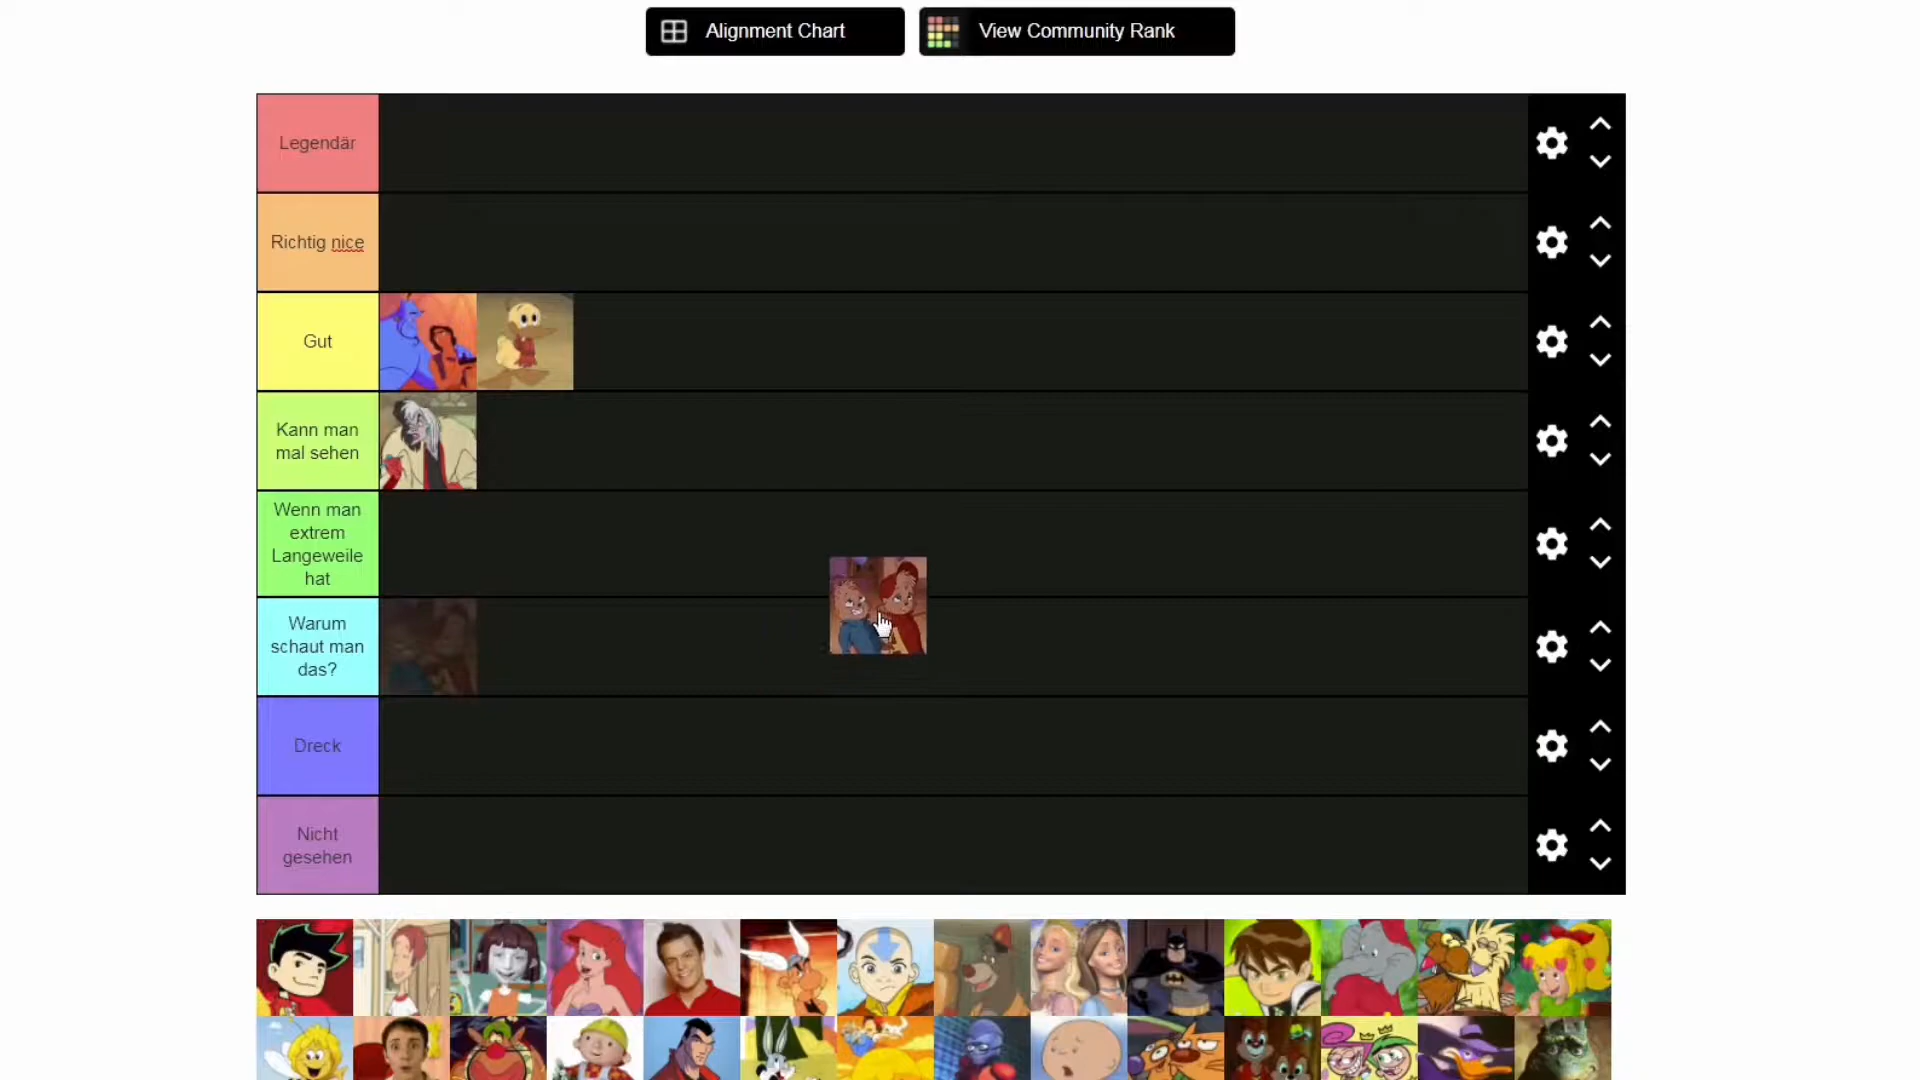 Alignment Chart
View Community Rank
Legendär
Richtig nice
Gut
Kann man
mal sehen
Wenn man
extrem
Langeweile
hat
Warum
schaut man
das?
Dreck
Nicht
gesehen